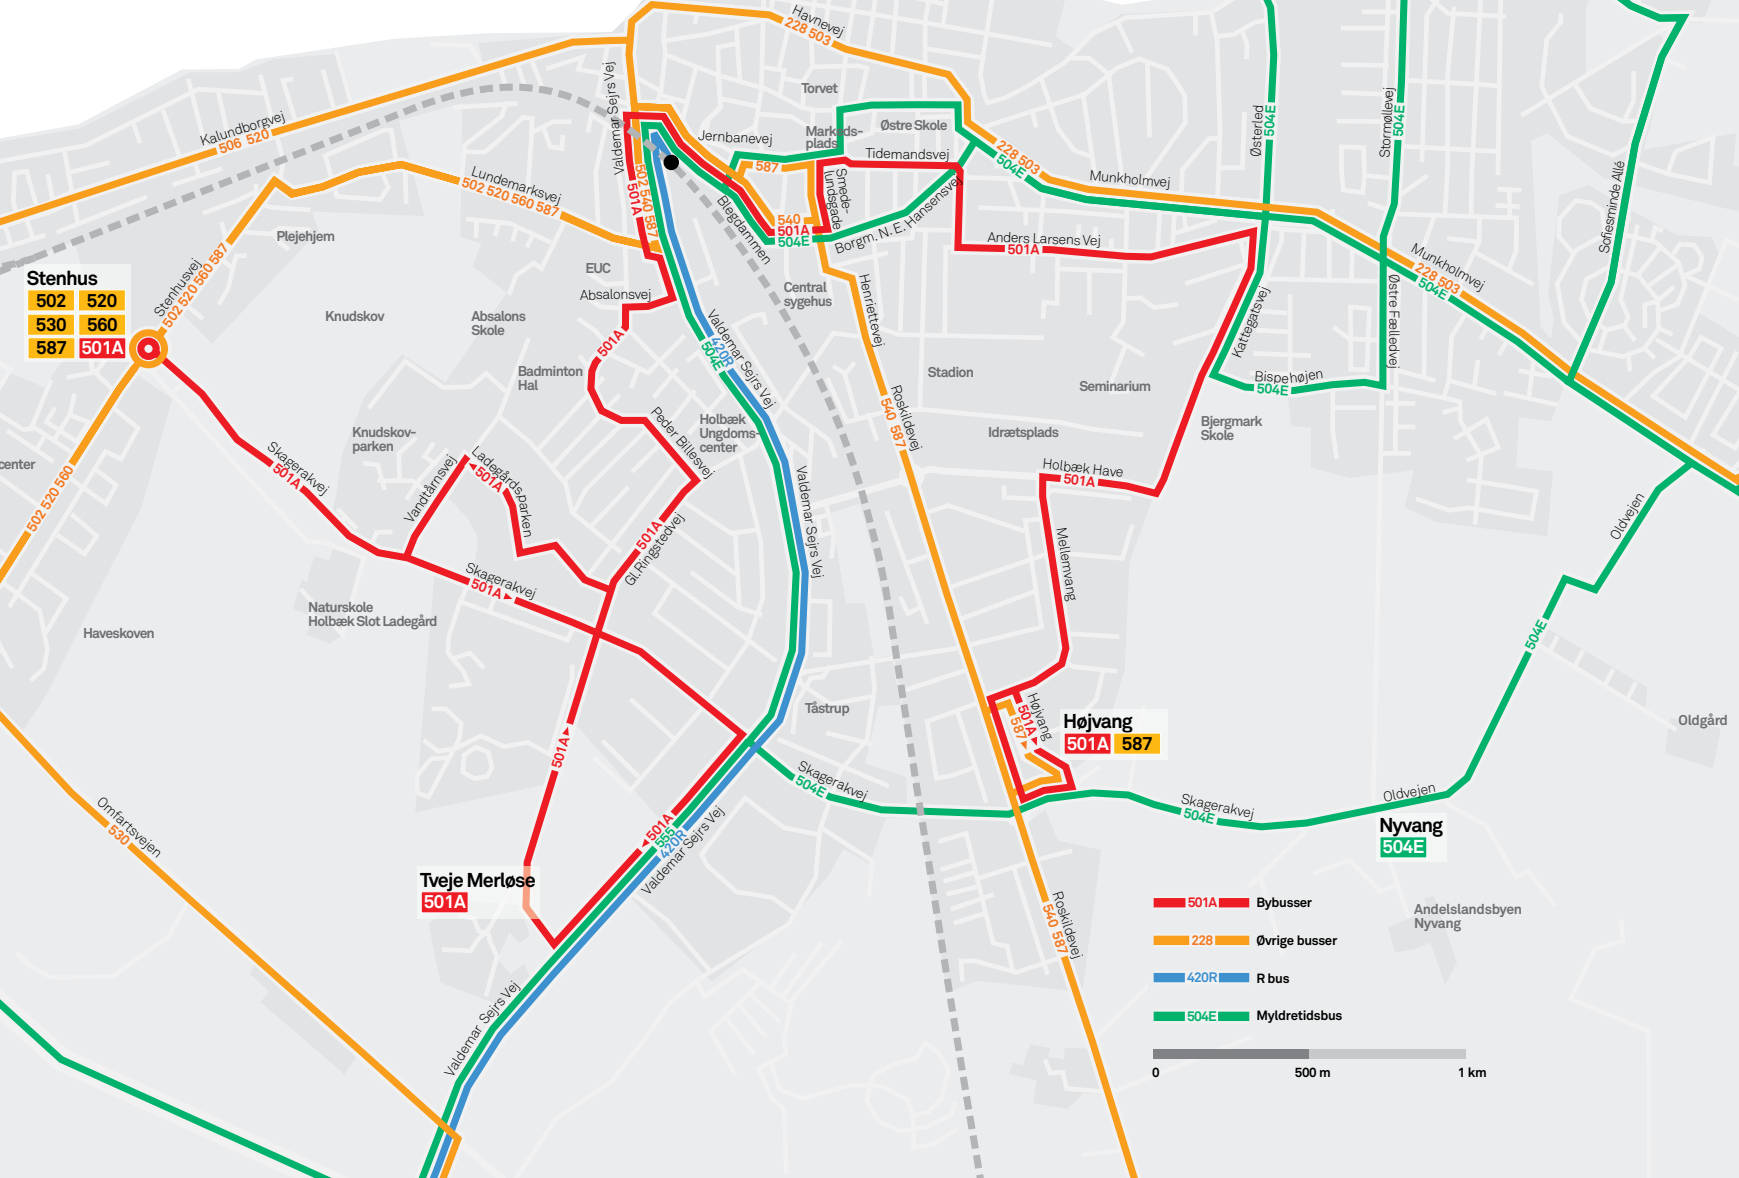 Havnevej
228 503
Torvet
Valdemar Sejrs Vej
Kalundborgvej
506 520
Jernbanevej
Markeds-
plads
Østre Skole
Tidemandsvej
228 503
504E
Munkholmvej
Østerled
504E
Stormøllevej
504E
Sofiesminde Allé
587
Smede-
lundsgade
Lundemarksvej
502 520 560 587
501A
502 540 587
Blegdammen
540
501A
504E
Borgm. N. E. Hansensvej
Anders Larsens Vej
501A
Munkholmvej
228 503
504E
Plejehjem
Stenhusvej
502 520 560 587
EUC
Absalonsvej
Central
sygehus
Henriettevej
Kattegatsvej
Østre Fælledvej
Stenhus
502 520
530 560
587 501A
Knudskov
Absalons
Skole
501A
Valdemar Sejrs Vej
420R
504E
Badminton
Hal
Stadion
Seminarium
Bispehøjen
504E
Roskildevej
540 587
Knudskov-
parken
Peder Billesvej
Holbæk
Ungdoms-
center
Idrætsplads
Bjergmark
Skole
center
Skagerakvej
501A
Vandtårnsvej
Ladegårdsparken
501A
Holbæk Have
501A
Valdemar Sejrs Vej
502 520 560
501A
Gl. Ringstedvej
Mellemvang
Oldvejen
Skagerakvej
501A
Naturskole
Holbæk Slot Ladegård
Haveskoven
504E
Tåstrup
501A
Højvang
501A
587
Højvang
501A 587
Oldgård
Skagerakvej
504E
Skagerakvej
504E
Oldvejen
Nyvang
504E
Omfartsvejen
530
501A
555
420R
Valdemar Sejrs Vej
Tveje Merløse
501A
Roskildevej
540 587
501A Bybusser
Andelslandsbyen
Nyvang
228 Øvrige busser
420R R bus
504E Myldretidsbus
Valdemar Sejrs Vej
0 500 m 1 km